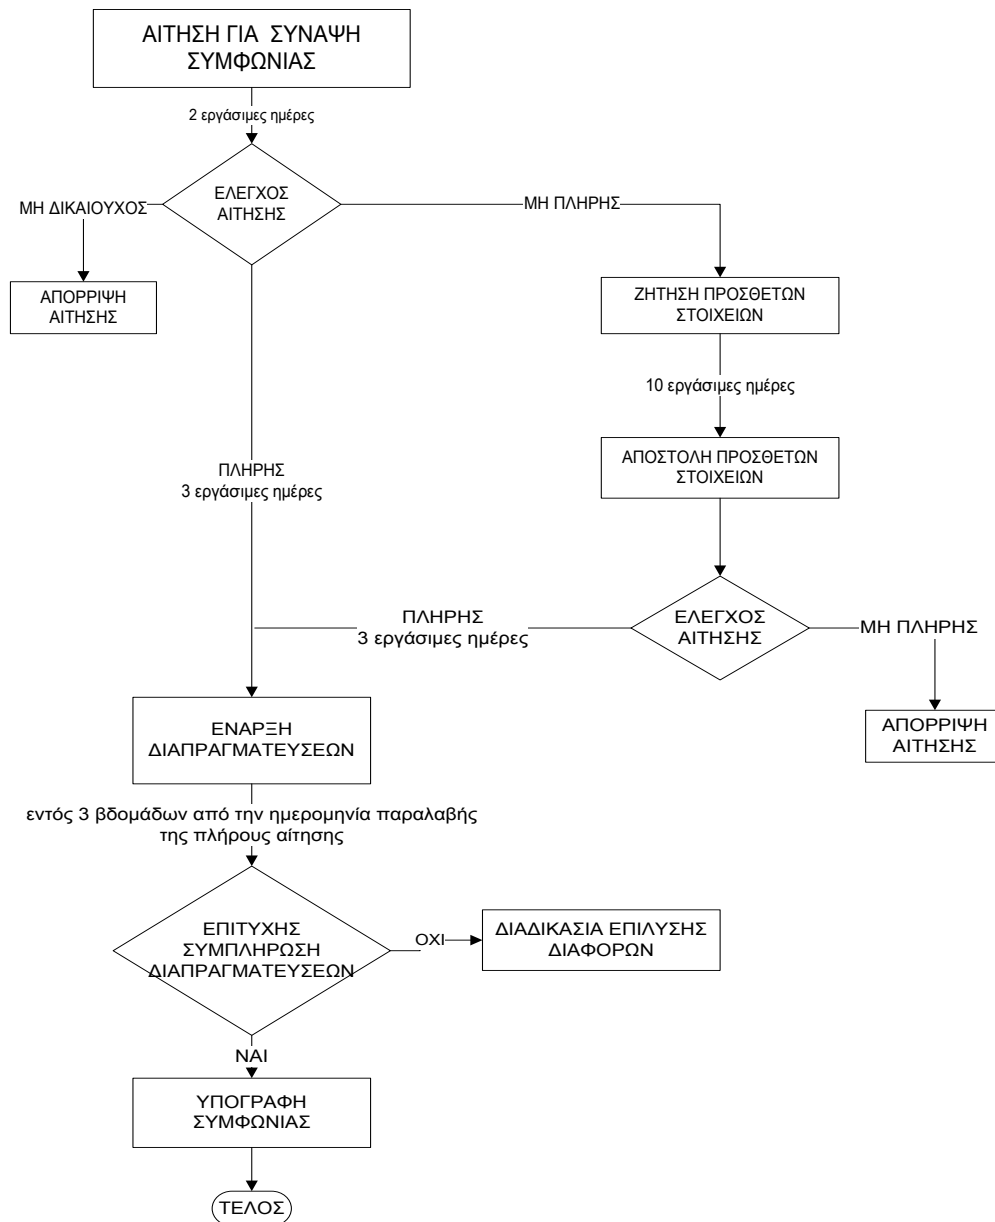 ΑΙΤΗΣΗ ΓΙΑ ΣΥΝΑΨΗ
ΣΥΜΦΩΝΙΑΣ
2 εργάσιμες ημέρες
ΕΛΕΓΧΟΣ
ΑΙΤΗΣΗΣ
ΜΗ ΔΙΚΑΙΟΥΧΟΣ
ΜΗ ΠΛΗΡΗΣ
ΑΠΟΡΡΙΨΗ
ΑΙΤΗΣΗΣ
ΖΗΤΗΣΗ ΠΡΟΣΘΕΤΩΝ
ΣΤΟΙΧΕΙΩΝ
10 εργάσιμες ημέρες
ΑΠΟΣΤΟΛΗ ΠΡΟΣΘΕΤΩΝ
ΣΤΟΙΧΕΙΩΝ
ΠΛΗΡΗΣ
3 εργάσιμες ημέρες
ΕΛΕΓΧΟΣ
ΑΙΤΗΣΗΣ
ΠΛΗΡΗΣ
3 εργάσιμες ημέρες
ΜΗ ΠΛΗΡΗΣ
ΑΠΟΡΡΙΨΗ
ΑΙΤΗΣΗΣ
ΕΝΑΡΞΗ
ΔΙΑΠΡΑΓΜΑΤΕΥΣΕΩΝ
εντός 3 βδομάδων από την ημερομηνία παραλαβής
της πλήρους αίτησης
ΕΠΙΤΥΧΗΣ
ΣΥΜΠΛΗΡΩΣΗ
ΔΙΑΠΡΑΓΜΑΤΕΥΣΕΩΝ
ΟΧΙ
ΔΙΑΔΙΚΑΣΙΑ ΕΠΙΛΥΣΗΣ
ΔΙΑΦΟΡΩΝ
ΝΑΙ
ΥΠΟΓΡΑΦΗ
ΣΥΜΦΩΝΙΑΣ
ΤΕΛΟΣ